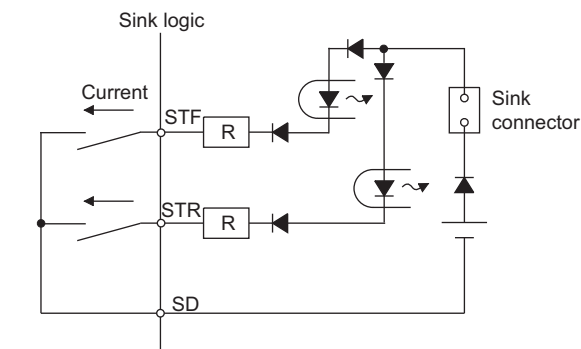 Sink logic
Current
STF
R
Sink
connector
STR
R
SD